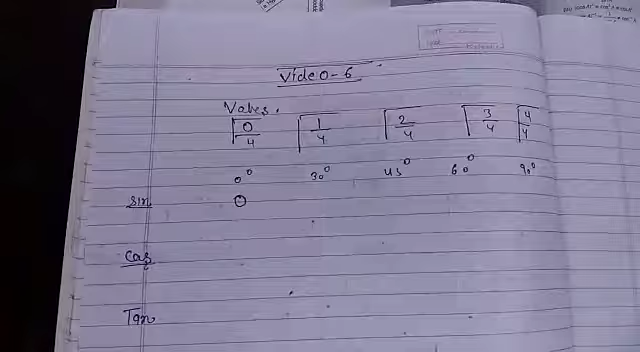 Video-6
Values.
√0/4 √1/4 √2/4 √3/4 √4/4
0° 30° 45° 60° 90°
Sin 0
Cos
Tan